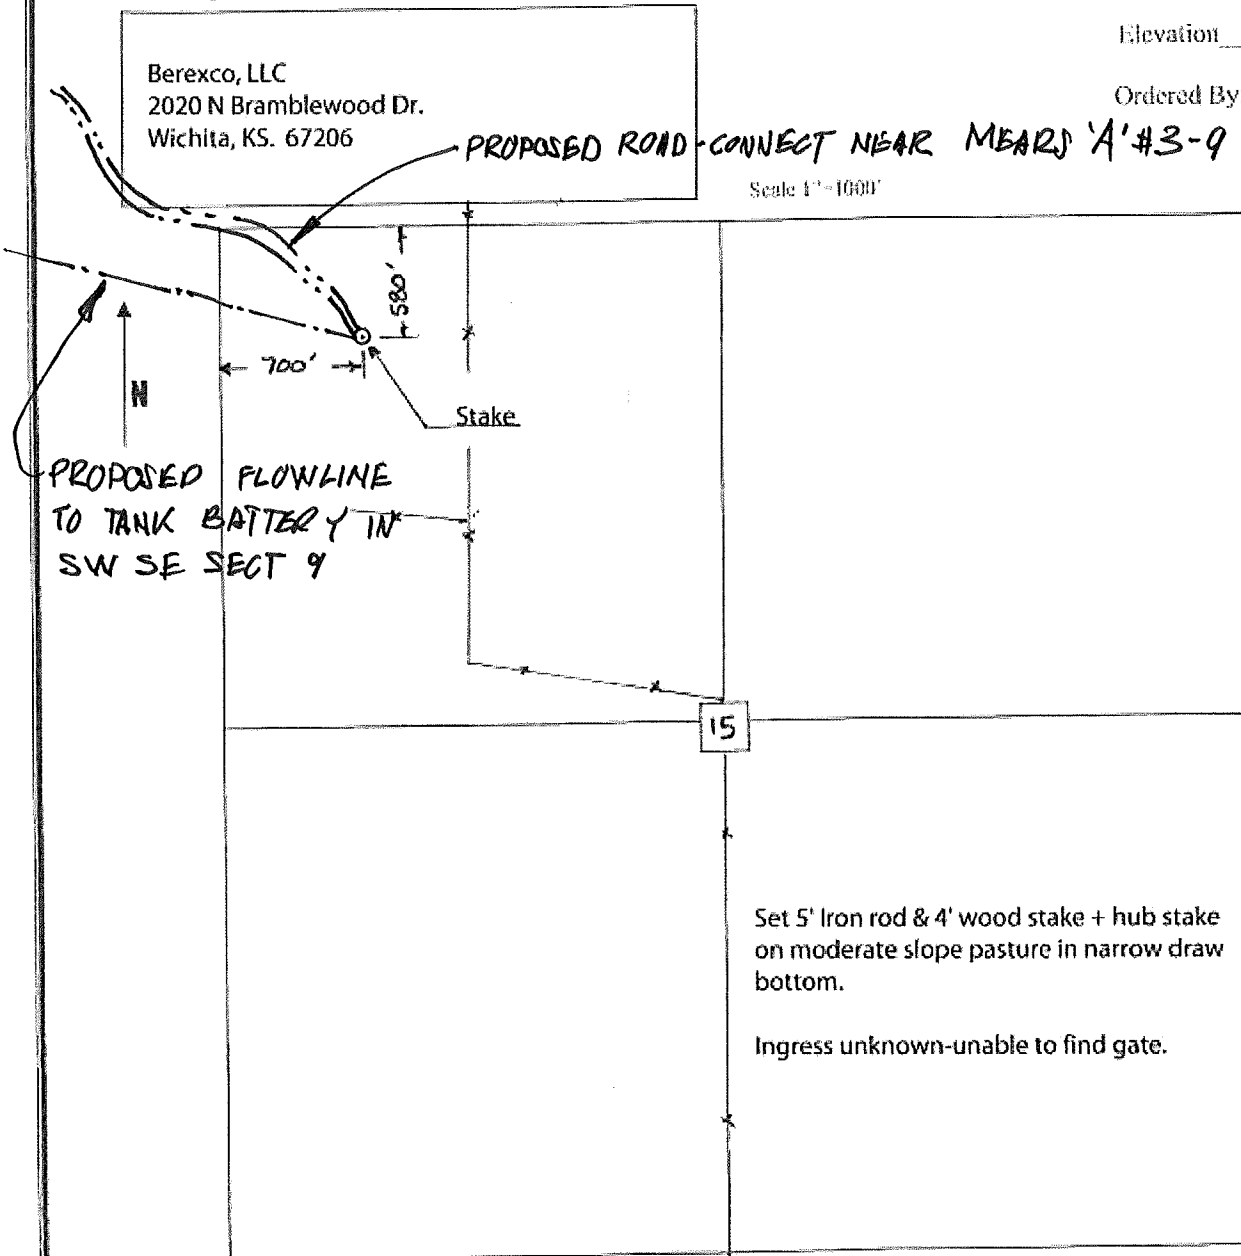 Elevation
Berexco, LLC
2020 N Bramblewood Dr.
Wichita, KS. 67206
Ordered By
PROPOSED ROAD-CONNECT NEAR MEARS 'A' #3-9
Scale 1"=1000'
580'
700'
N
Stake
PROPOSED FLOWLINE
TO TANK BATTERY IN
SW SE SECT 9
15
Set 5' Iron rod & 4' wood stake + hub stake
on moderate slope pasture in narrow draw
bottom.
Ingress unknown-unable to find gate.